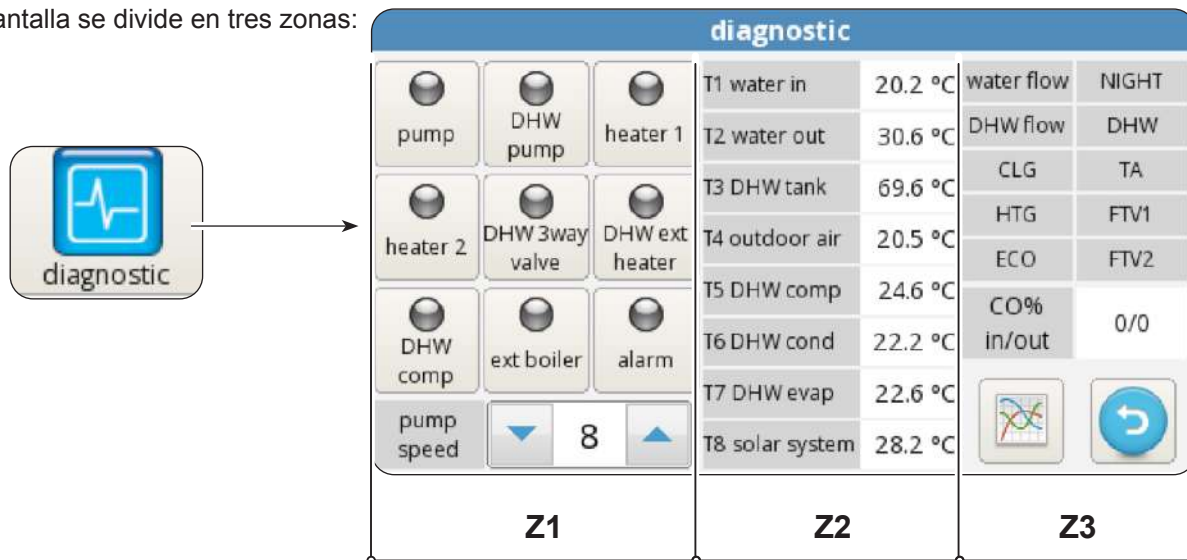 antalla se divide en tres zonas:
diagnostic
diagnostic
pump
DHW
pump
heater 1
heater 2
DHW 3way
valve
DHW ext
heater
DHW
comp
ext boiler
alarm
pump
speed
8
T1 water in 20.2 °C
T2 water out 30.6 °C
T3 DHW tank 69.6 °C
T4 outdoor air 20.5 °C
T5 DHW comp 24.6 °C
T6 DHW cond 22.2 °C
T7 DHW evap 22.6 °C
T8 solar system 28.2 °C
water flow NIGHT
DHW flow DHW
CLG TA
HTG FTV1
ECO FTV2
CO%
in/out
0/0
Z1 Z2 Z3